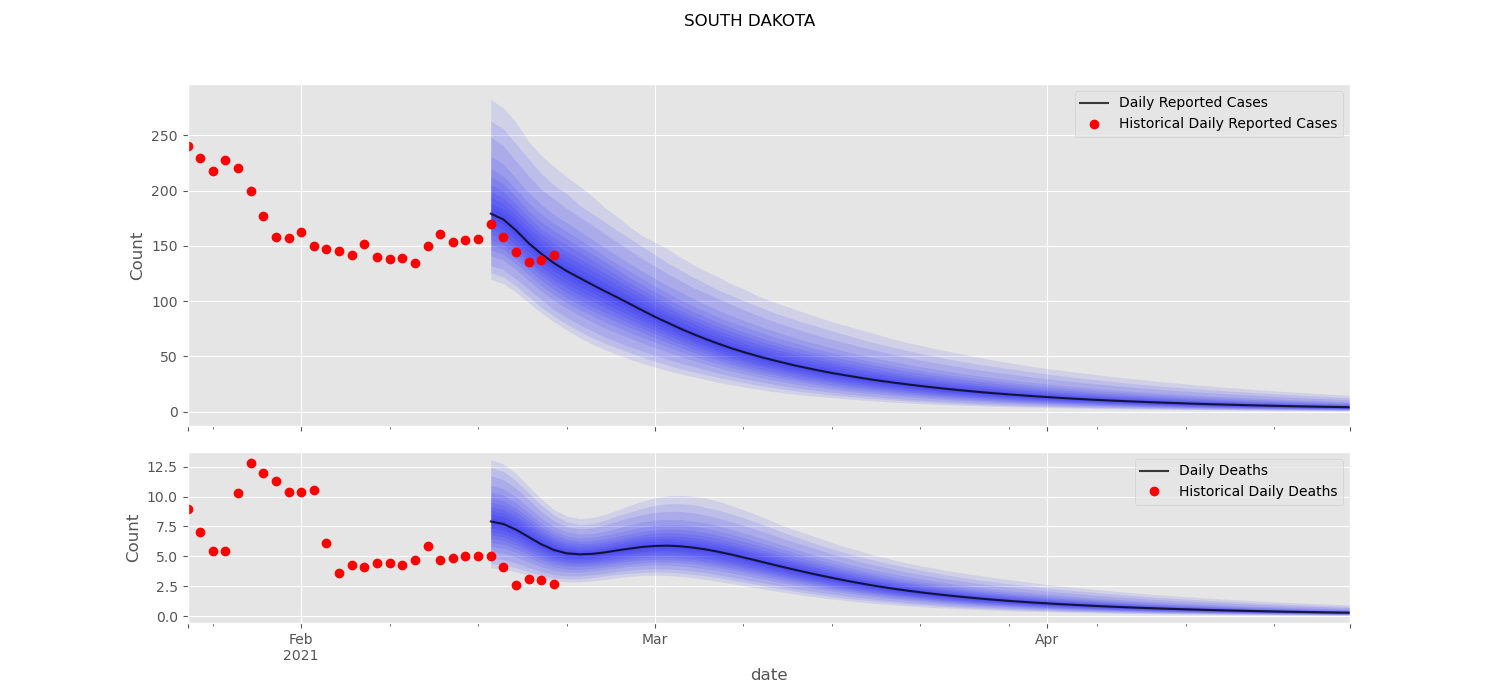 SOUTH DAKOTA
Daily Reported Cases
Historical Daily Reported Cases
Count
250
200
150
100
50
0
Daily Deaths
Historical Daily Deaths
Count
12.5
10.0
7.5
5.0
2.5
0.0
Feb
2021
Mar
Apr
date